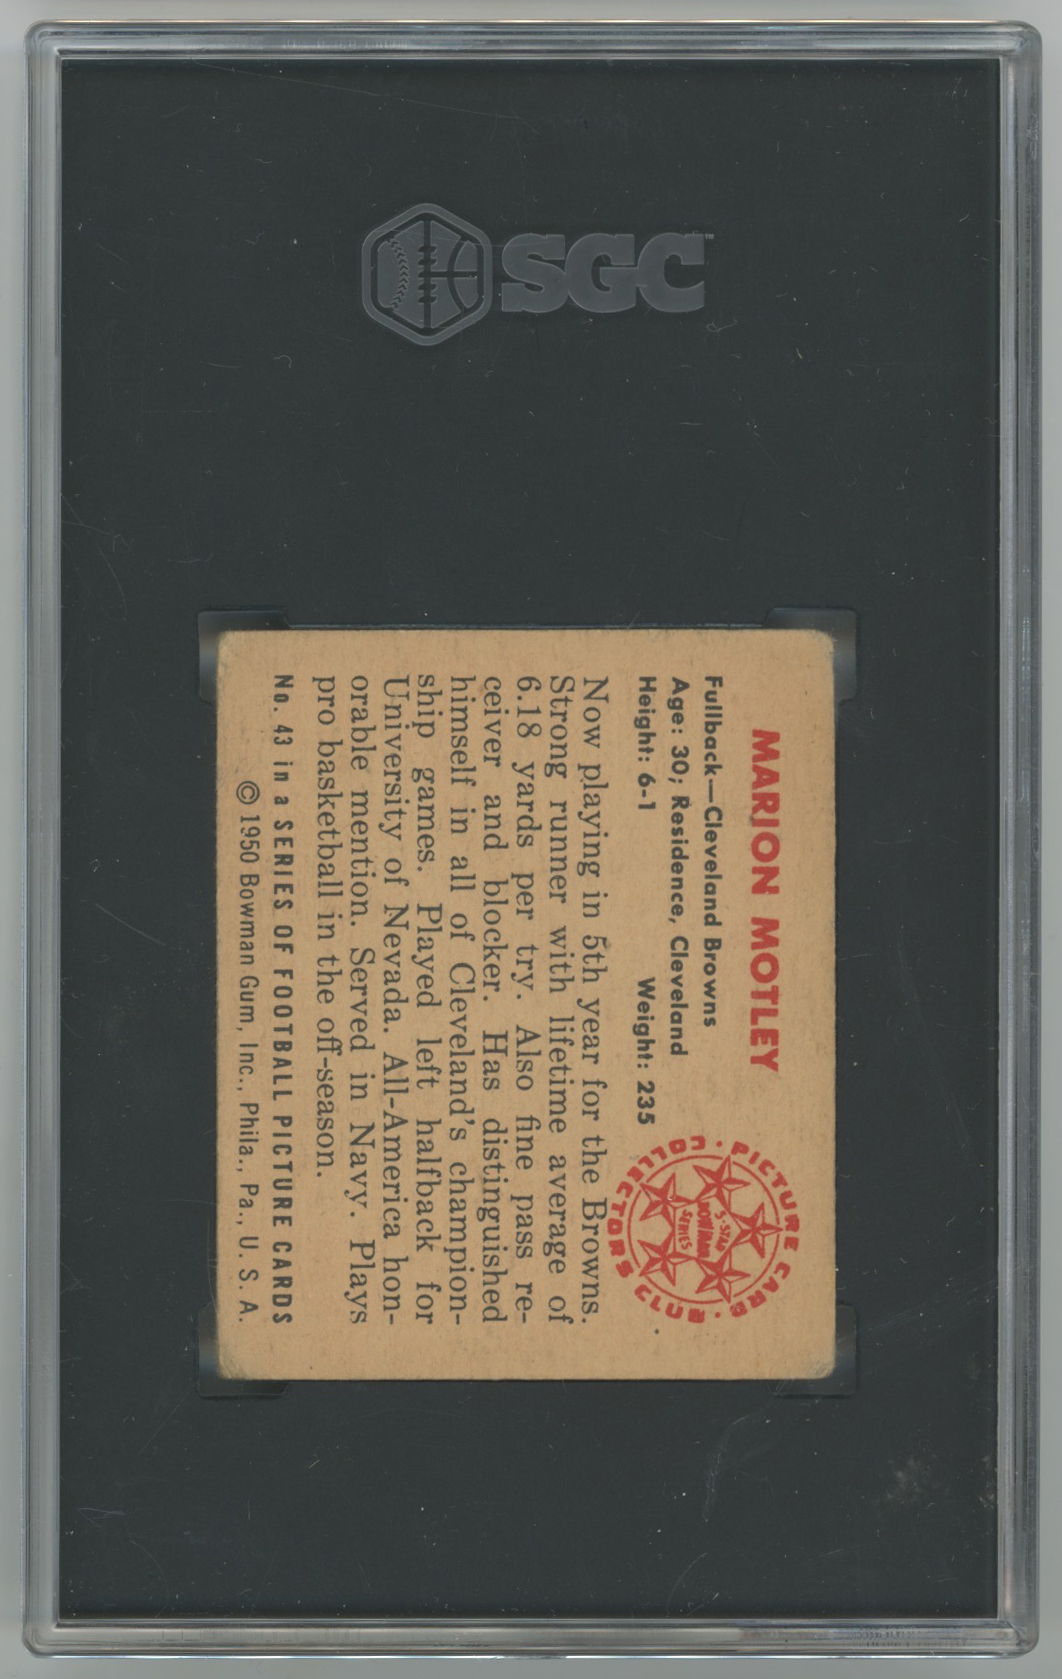 SGC
MARION MOTLEY
Fullback—Cleveland Browns
Age: 30; Residence, Cleveland
Height: 6-1 Weight: 235
PICTURE CARD COLLECTORS CLUB
5-STAR
BOWMAN
SERIES
Now playing in 5th year for the Browns.
Strong runner with lifetime average of
6.18 yards per try. Also fine pass re-
ceiver and blocker. Has distinguished
himself in all of Cleveland's champion-
ship games. Played left halfback for
University of Nevada. All-America hon-
orable mention. Served in Navy. Plays
pro basketball in the off-season.
No. 43 in a SERIES OF FOOTBALL PICTURE CARDS
© 1950 Bowman Gum, Inc., Phila., Pa., U. S. A.